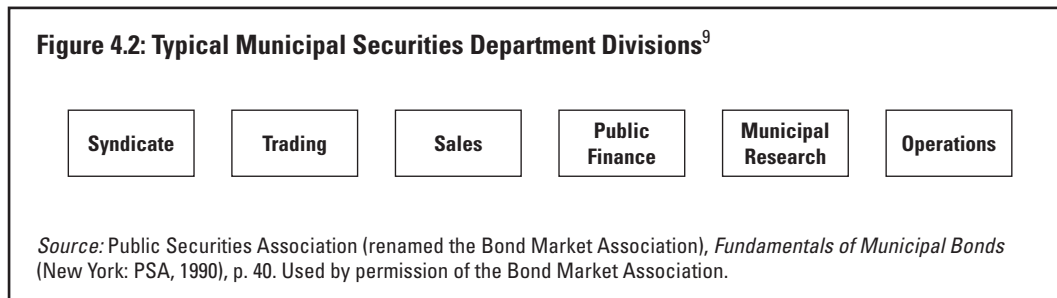 Figure 4.2: Typical Municipal Securities Department Divisions9
Syndicate
Trading
Sales
Public
Finance
Municipal
Research
Operations
Source: Public Securities Association (renamed the Bond Market Association), Fundamentals of Municipal Bonds
(New York: PSA, 1990), p. 40. Used by permission of the Bond Market Association.